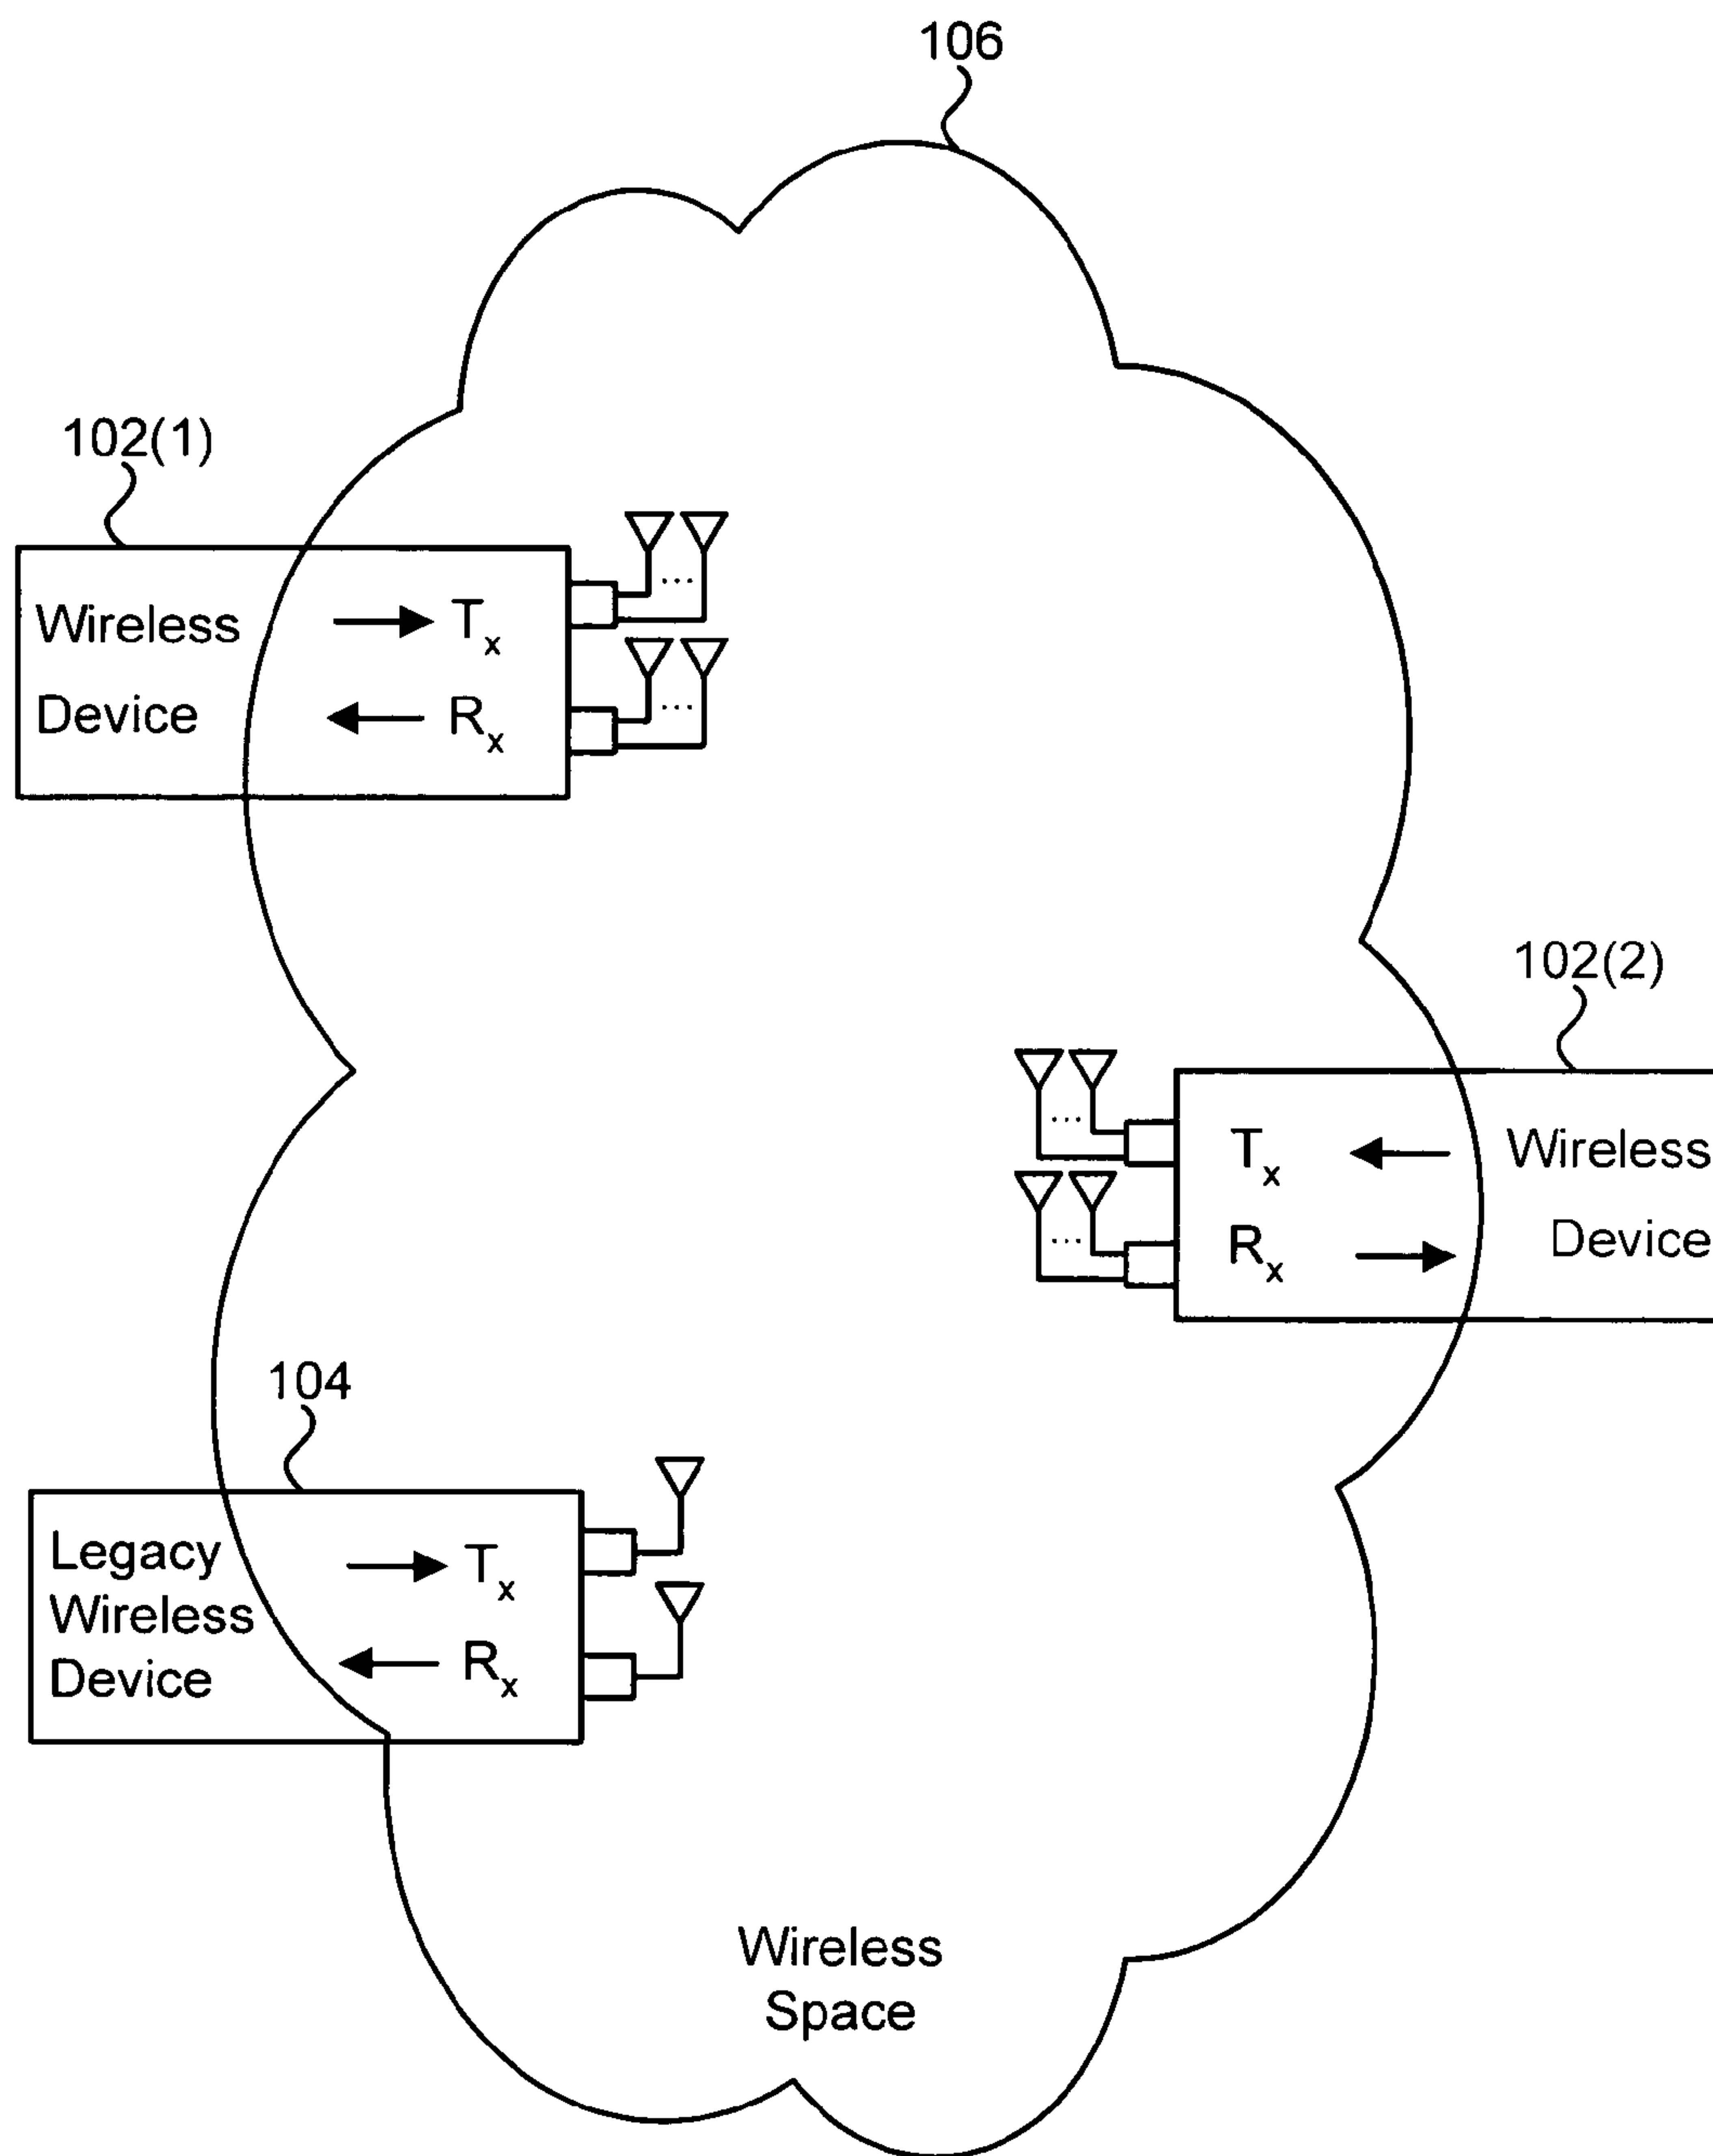 106
102(1)
Wireless
Device
Tx
...
Rx
...
102(2)
...
Tx
Wireless
...
Rx
Device
104
Legacy
Wireless
Device
Tx
Rx
Wireless
Space